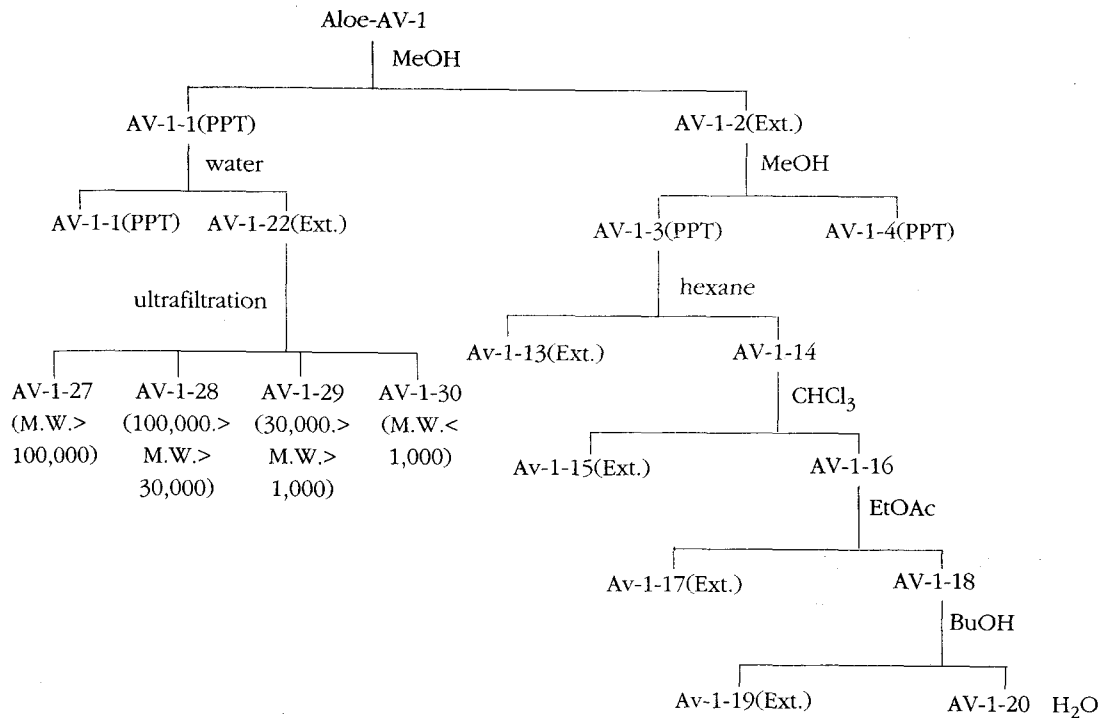 Aloe-AV-1
MeOH
AV-1-1(PPT) AV-1-2(Ext.)
water MeOH
AV-1-1(PPT) AV-1-22(Ext.) AV-1-3(PPT) AV-1-4(PPT)
ultrafiltration hexane
Av-1-13(Ext.) AV-1-14
AV-1-27 AV-1-28 AV-1-29 AV-1-30 CHCl₃
(M.W.> (100,000.> (30,000.> (M.W.<
100,000) M.W.> M.W.> 1,000)
30,000) 1,000)
Av-1-15(Ext.) AV-1-16
EtOAc
Av-1-17(Ext.) AV-1-18
BuOH
Av-1-19(Ext.) AV-1-20 H₂O